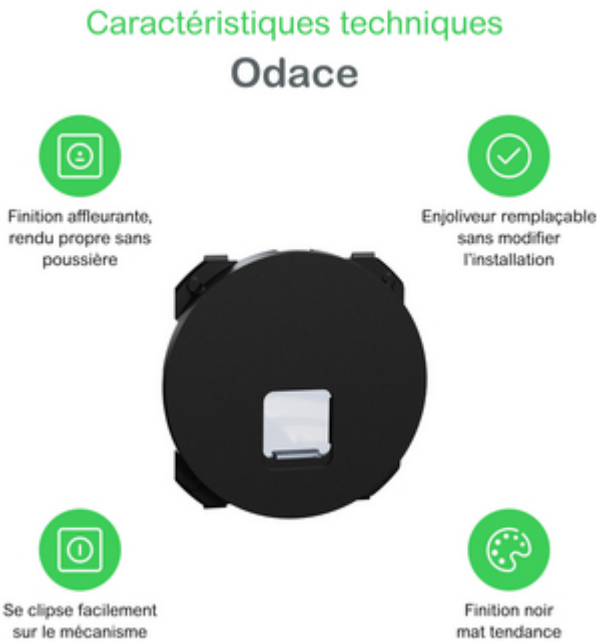 Caractéristiques techniques
Odace
Finition affleurante,
rendu propre sans
poussière
Enjoliveur remplaçable
sans modifier
l'installation
Se clipse facilement
sur le mécanisme
Finition noir
mat tendance